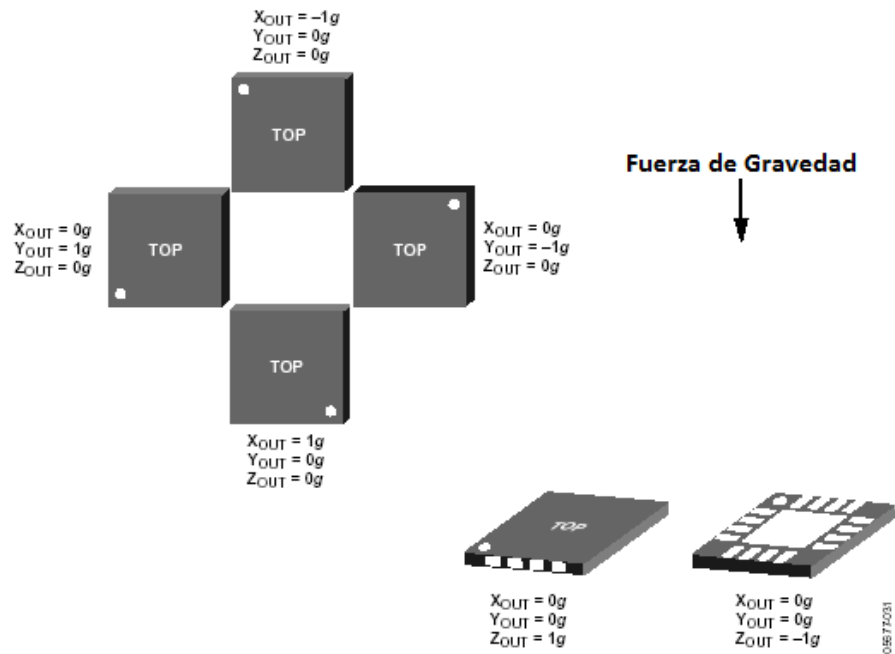 XOUT = –1g
YOUT = 0g
ZOUT = 0g
TOP
Fuerza de Gravedad
XOUT = 0g
YOUT = 1g
ZOUT = 0g
TOP
TOP
XOUT = 0g
YOUT = –1g
ZOUT = 0g
TOP
XOUT = 1g
YOUT = 0g
ZOUT = 0g
TOP
XOUT = 0g
YOUT = 0g
ZOUT = 1g
XOUT = 0g
YOUT = 0g
ZOUT = –1g
05677-031